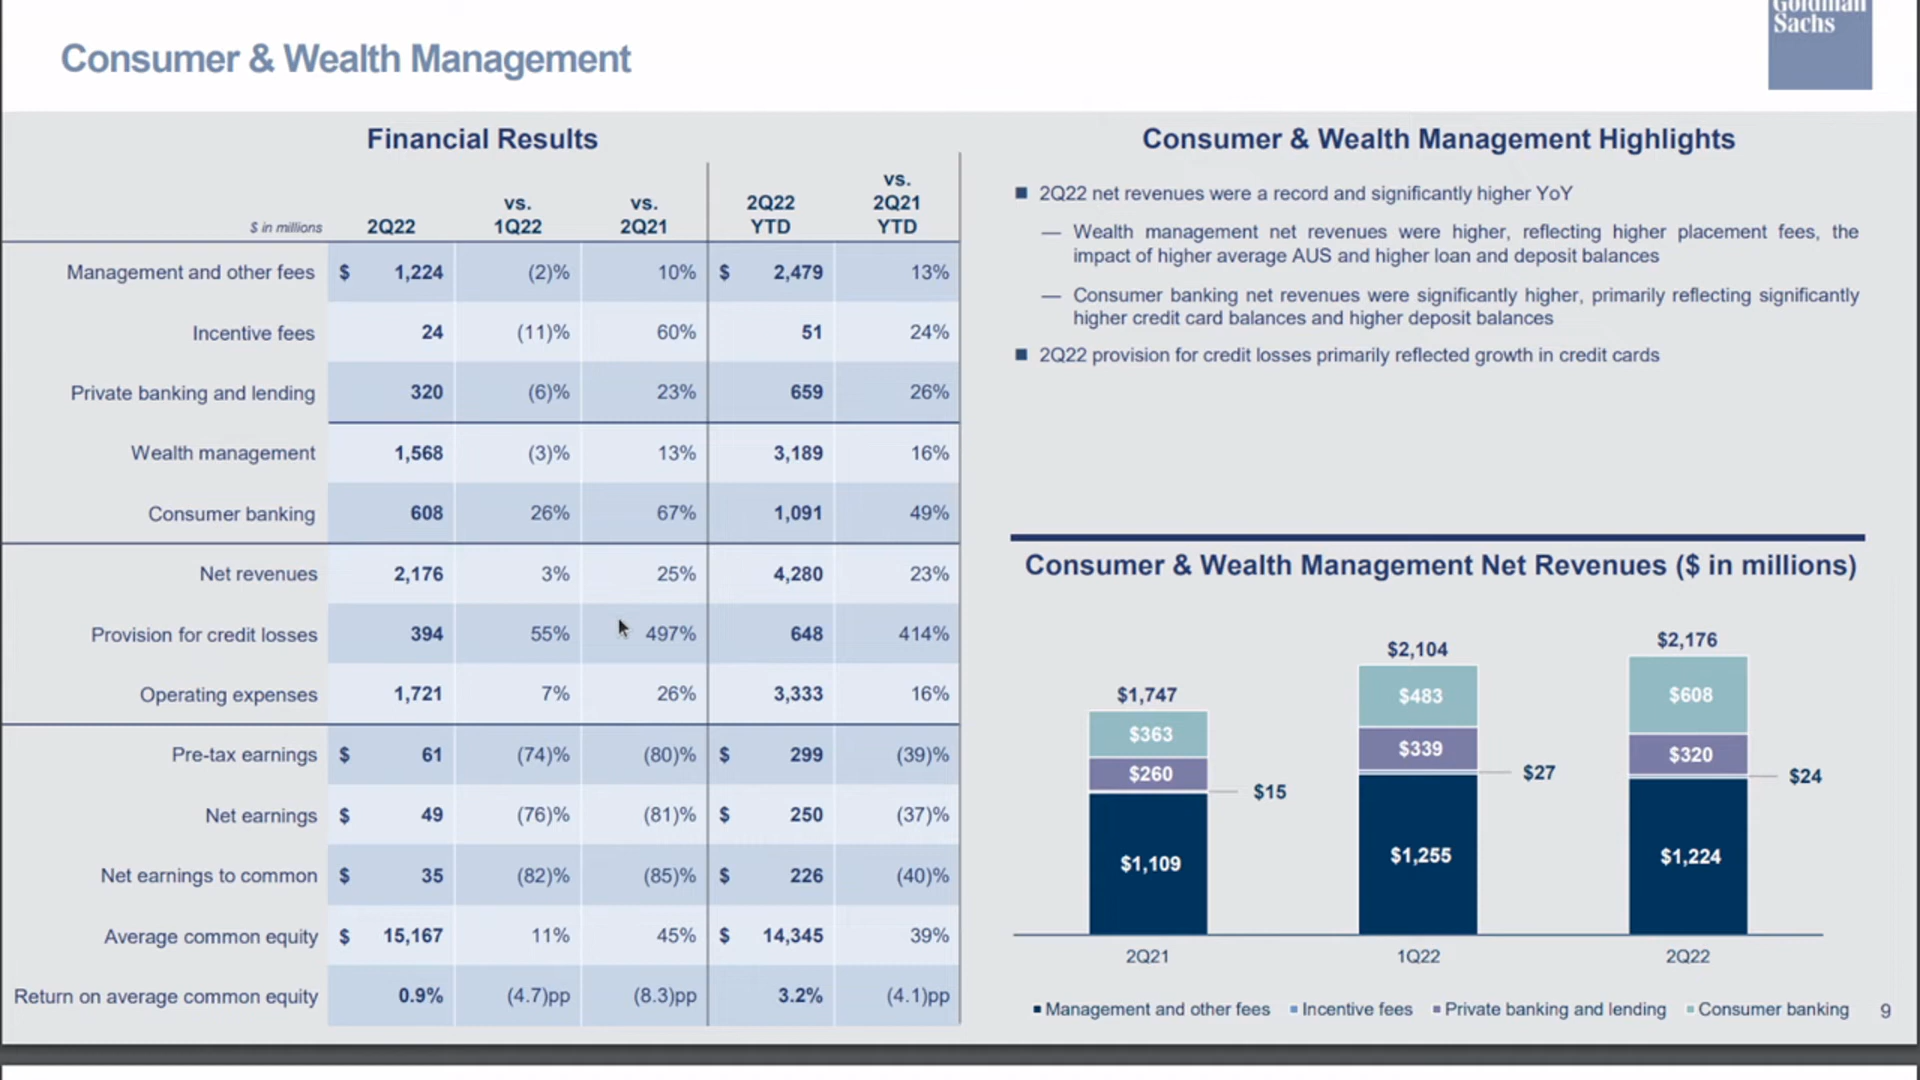 Goldman
Sachs
Consumer & Wealth Management
Financial Results
$ in millions 2Q22 vs. 1Q22 vs. 2Q21 2Q22 YTD vs. 2Q21 YTD
Management and other fees $ 1,224 (2)% 10% $ 2,479 13%
Incentive fees 24 (11)% 60% 51 24%
Private banking and lending 320 (6)% 23% 659 26%
Wealth management 1,568 (3)% 13% 3,189 16%
Consumer banking 608 26% 67% 1,091 49%
Net revenues 2,176 3% 25% 4,280 23%
Provision for credit losses 394 55% 497% 648 414%
Operating expenses 1,721 7% 26% 3,333 16%
Pre-tax earnings $ 61 (74)% (80)% $ 299 (39)%
Net earnings $ 49 (76)% (81)% $ 250 (37)%
Net earnings to common $ 35 (82)% (85)% $ 226 (40)%
Average common equity $ 15,167 11% 45% $ 14,345 39%
Return on average common equity 0.9% (4.7)pp (8.3)pp 3.2% (4.1)pp
Consumer & Wealth Management Highlights
■ 2Q22 net revenues were a record and significantly higher YoY
— Wealth management net revenues were higher, reflecting higher placement fees, the
impact of higher average AUS and higher loan and deposit balances
— Consumer banking net revenues were significantly higher, primarily reflecting significantly
higher credit card balances and higher deposit balances
■ 2Q22 provision for credit losses primarily reflected growth in credit cards
Consumer & Wealth Management Net Revenues ($ in millions)
$1,747
$363
$260
$15
$1,109
2Q21
$2,104
$483
$339
$27
$1,255
1Q22
$2,176
$608
$320
$24
$1,224
2Q22
Management and other fees Incentive fees Private banking and lending Consumer banking
9